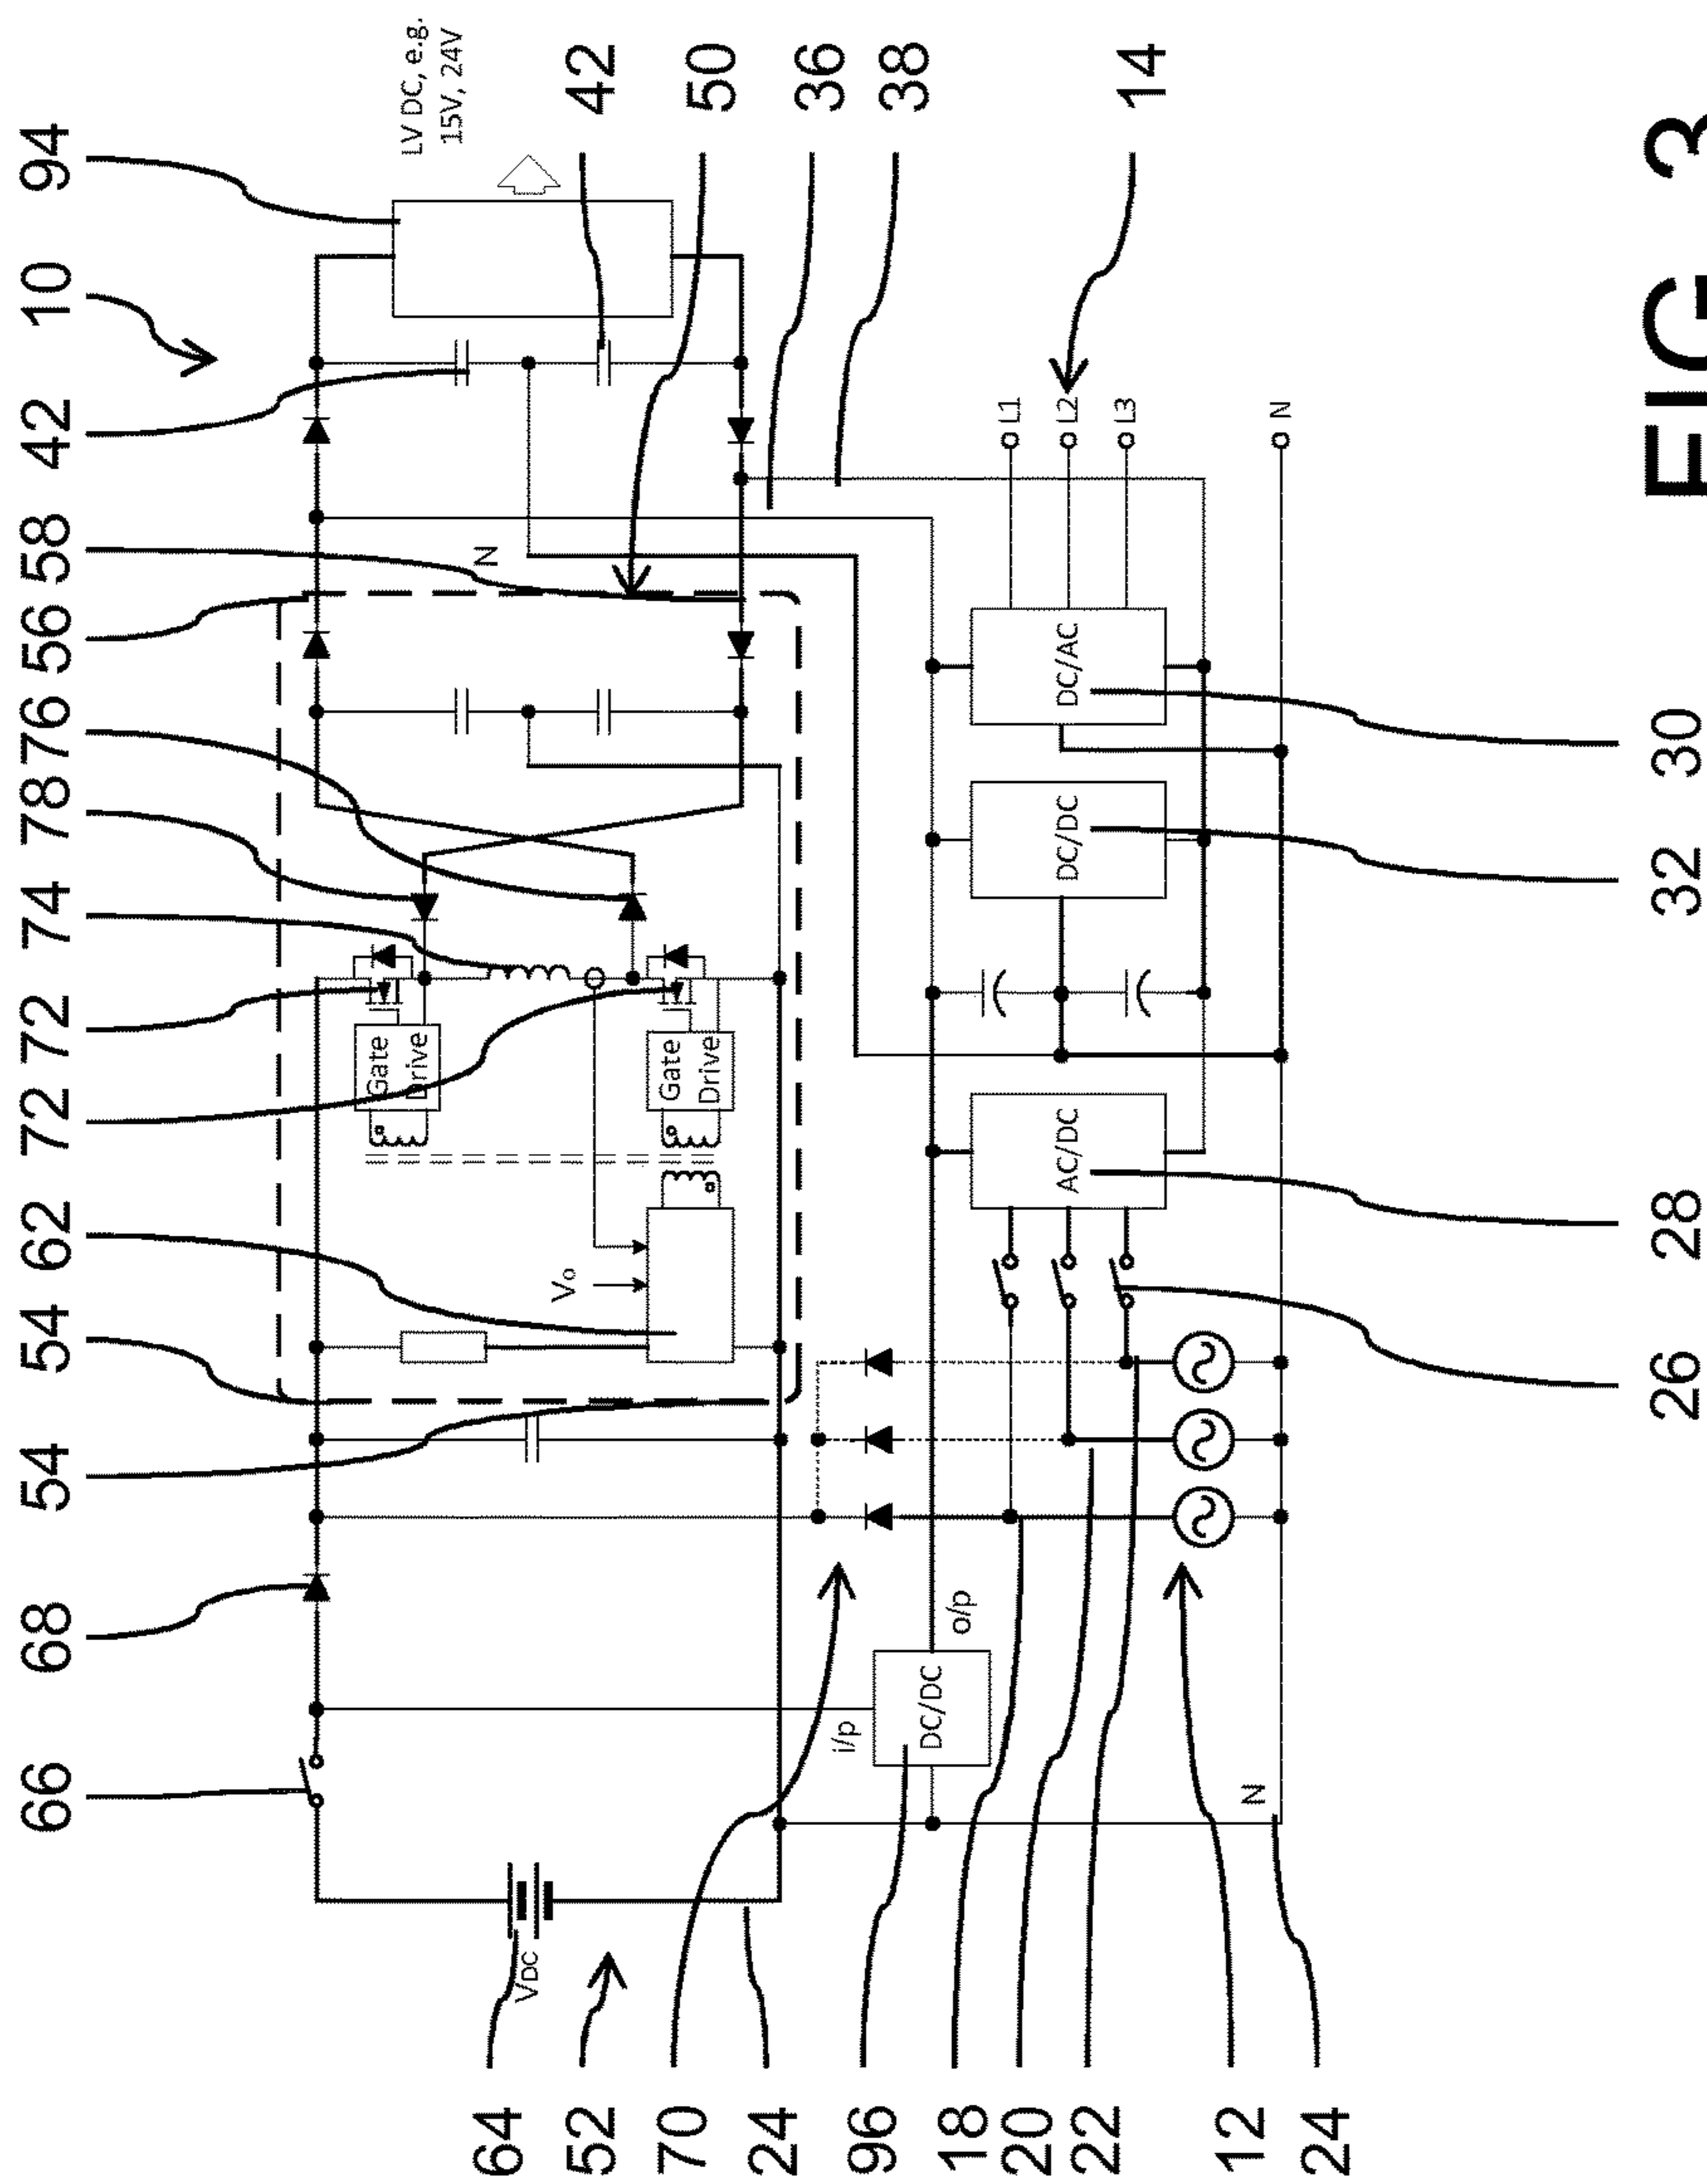 66
68
54
54
62
72
72
74
78
76
56
58
42
10
94
LV DC, e.g.
15V, 24V
42
50
36
38
14
64
52
70
24
96
18
20
22
12
24
VDC
Vo
Gate
Drive
Gate
Drive
N
i/p
DC/DC
o/p
N
AC/DC
DC/DC
DC/AC
L1
L2
L3
N
26
28
32
30
FIG 3